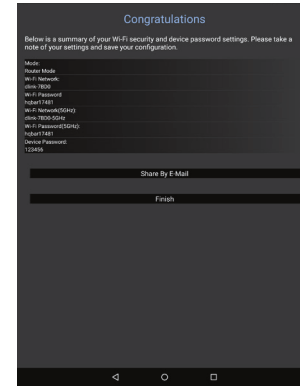 Congratulations
Below is a summary of your Wi-Fi security and device password settings. Please take a
note of your settings and save your configuration.
Mode:
Router Mode
Wi-Fi Network:
dlink-7BD0
Wi-Fi Password
hqbar17481
Wi-Fi Network(5GHz):
dlink-7BD0-5GHz
Wi-Fi Password(5GHz):
hqbar17481
Device Password:
123456
Share By E-Mail
Finish